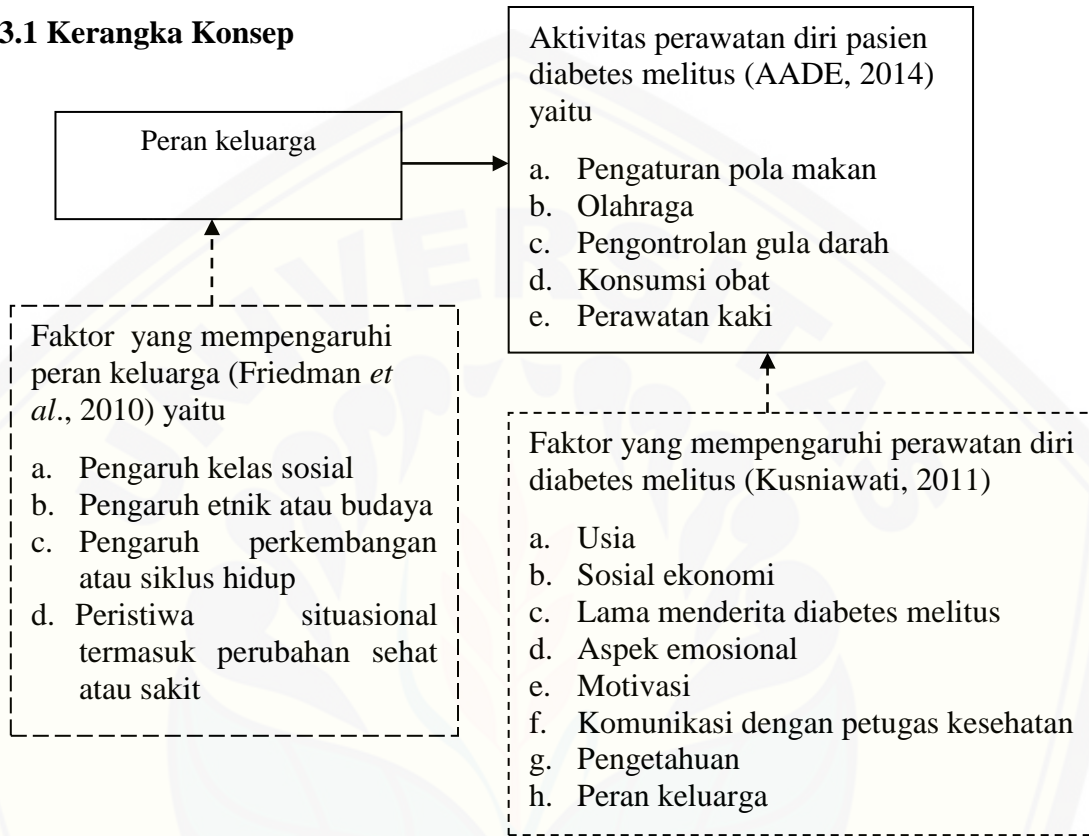 3.1 Kerangka Konsep
Peran keluarga
Aktivitas perawatan diri pasien
diabetes melitus (AADE, 2014)
yaitu
a. Pengaturan pola makan
b. Olahraga
c. Pengontrolan gula darah
d. Konsumsi obat
e. Perawatan kaki
Faktor yang mempengaruhi
peran keluarga (Friedman et
al., 2010) yaitu
a. Pengaruh kelas sosial
b. Pengaruh etnik atau budaya
c. Pengaruh perkembangan
atau siklus hidup
d. Peristiwa situasional
termasuk perubahan sehat
atau sakit
Faktor yang mempengaruhi perawatan diri
diabetes melitus (Kusniawati, 2011)
a. Usia
b. Sosial ekonomi
c. Lama menderita diabetes melitus
d. Aspek emosional
e. Motivasi
f. Komunikasi dengan petugas kesehatan
g. Pengetahuan
h. Peran keluarga
UNIVERSITAS